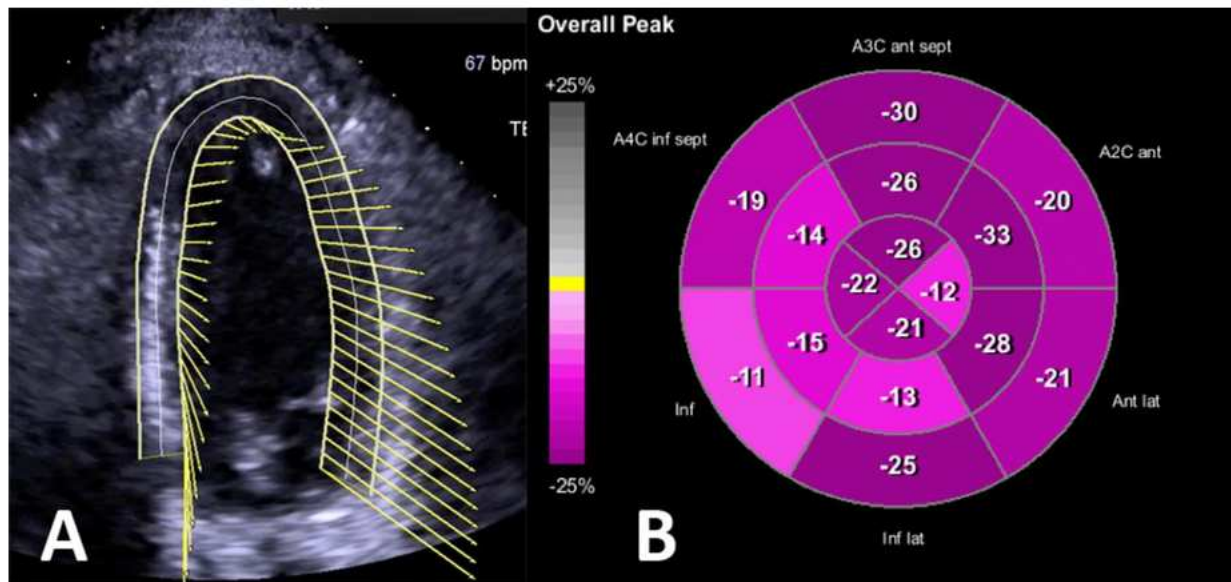 67 bpm
A
Overall Peak
+25%
-25%
A3C ant sept
A4C inf sept
A2C ant
-30
-26
-19
-20
-14
-33
-26
-22
-12
-21
-15
-28
-11
-21
-13
-25
Inf
Ant lat
Inf lat
B